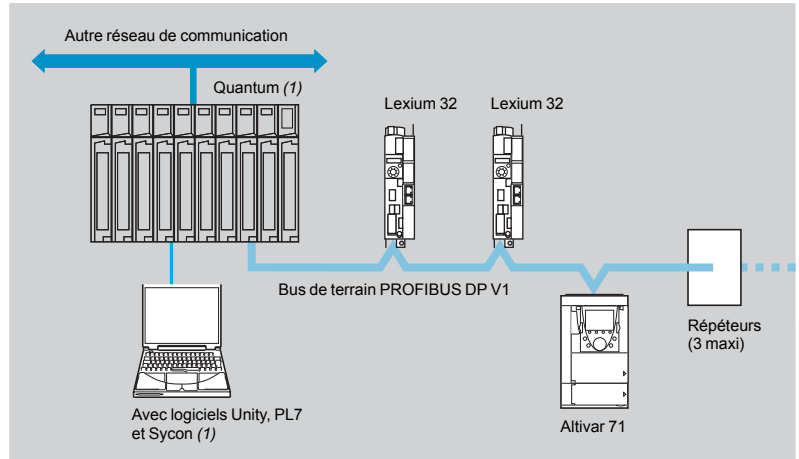 Autre réseau de communication
Quantum (1)
Lexium 32
Lexium 32
Bus de terrain PROFIBUS DP V1
Répéteurs
(3 maxi)
Avec logiciels Unity, PL7
et Sycon (1)
Altivar 71